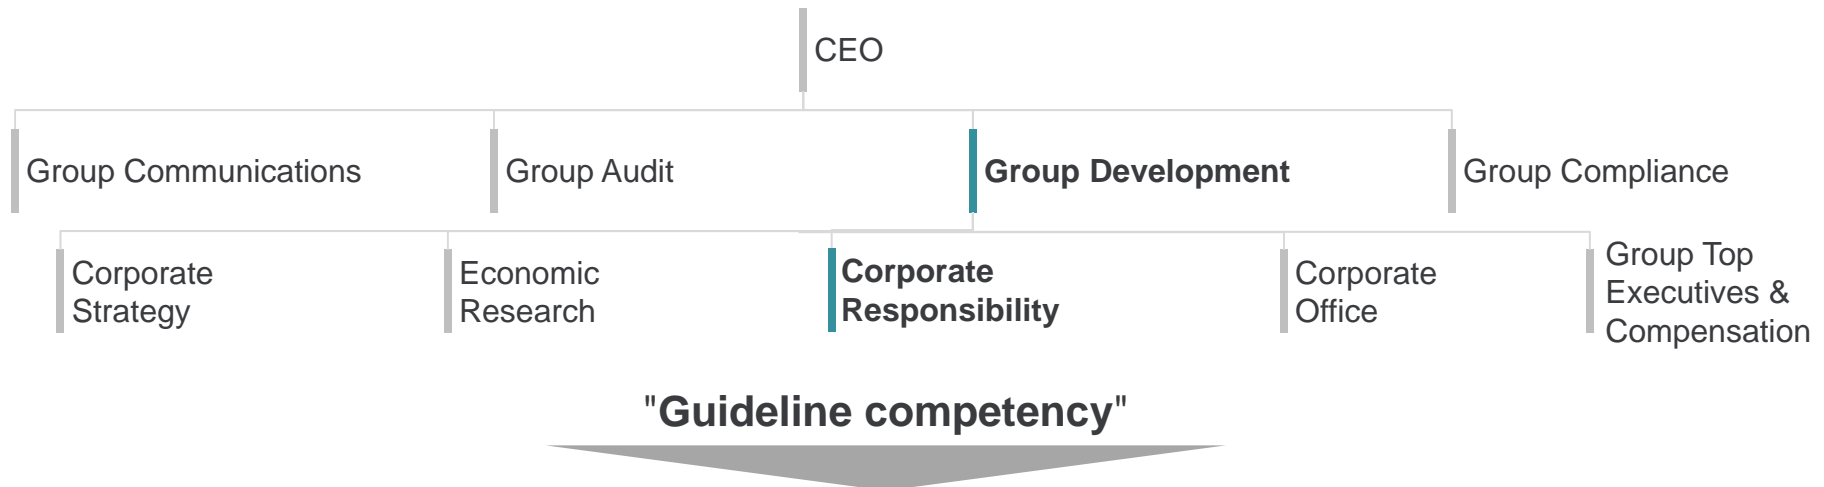 CEO
Group Communications
Group Audit
Group Development
Group Compliance
Corporate
Strategy
Economic
Research
Corporate
Responsibility
Corporate
Office
Group Top
Executives &
Compensation
"Guideline competency"